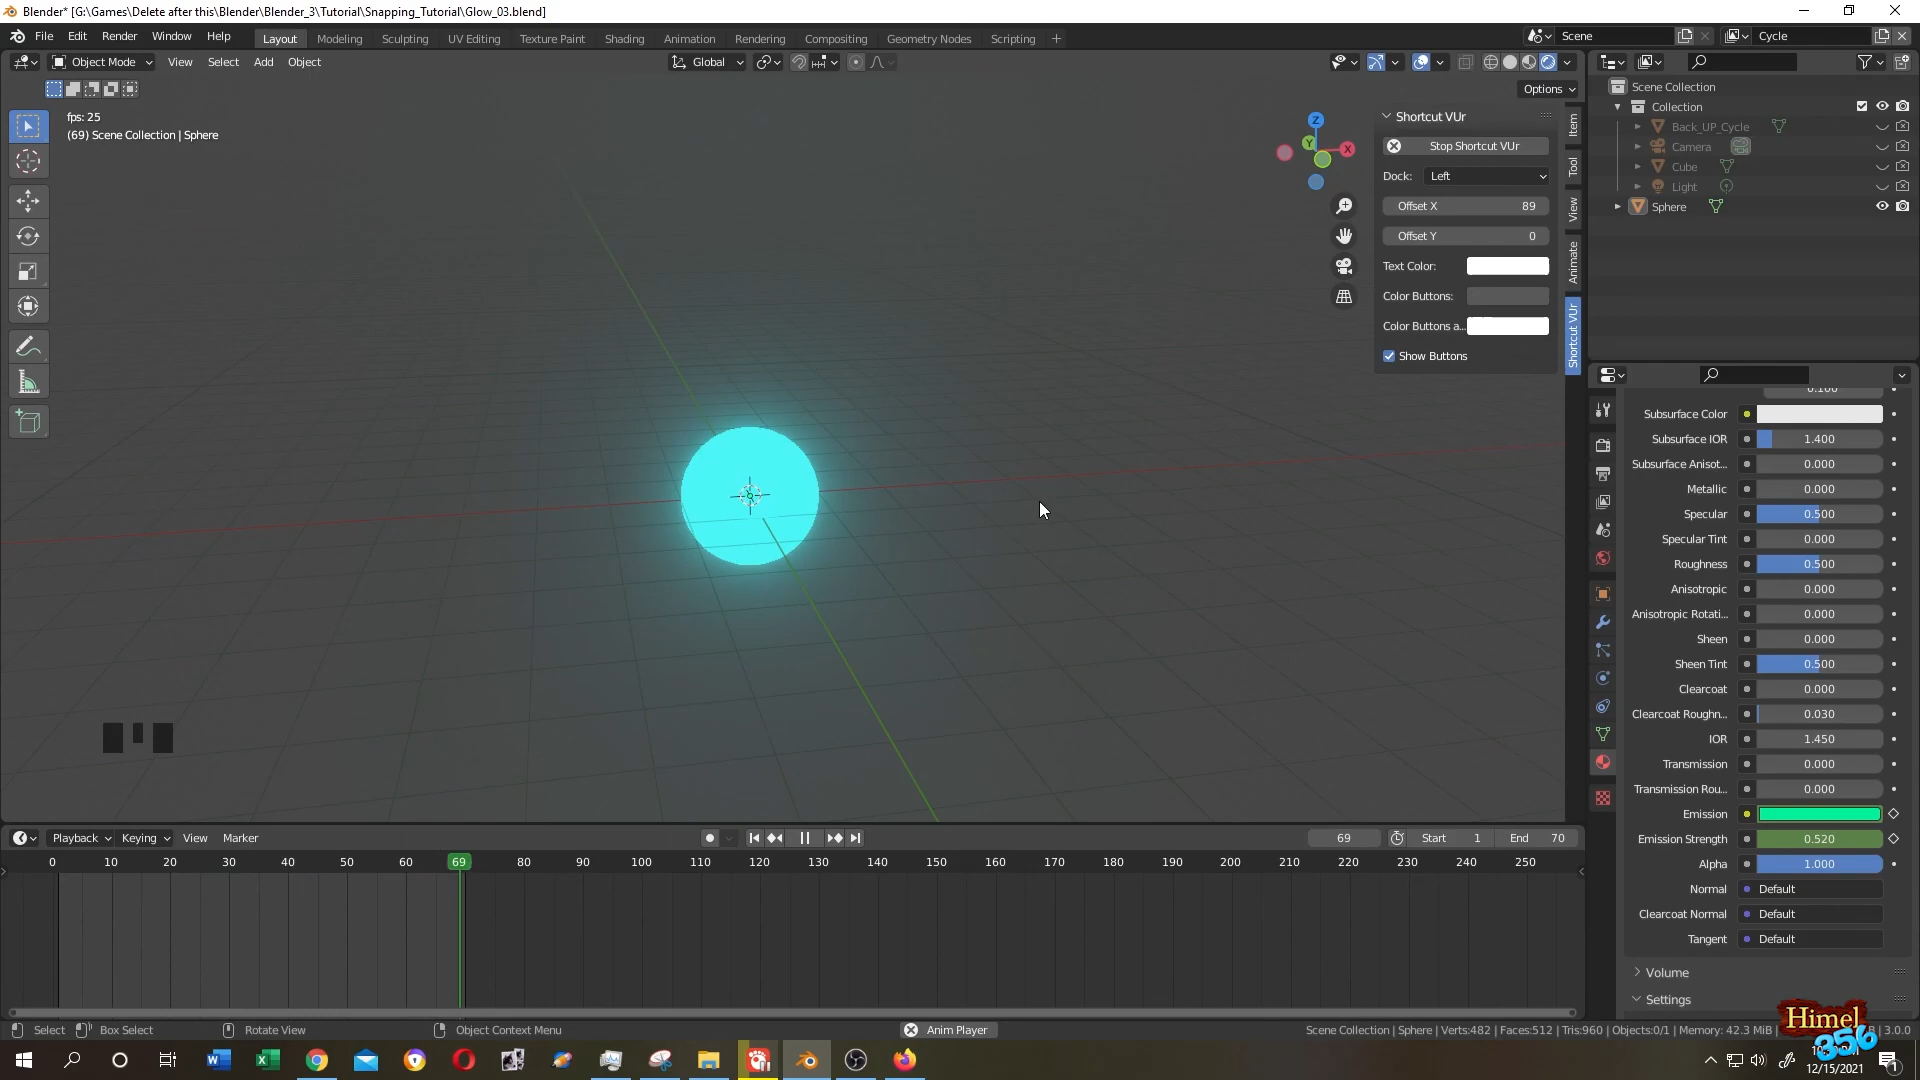 Blender* [G:\Games\Delete after this\Blender\Blender_3\Tutorial\Snapping_Tutorial\Glow_03.blend]
File Edit Render Window Help Layout Modeling Sculpting UV Editing Texture Paint Shading Animation Rendering Compositing Geometry Nodes Scripting + Scene Cycle
Object Mode View Select Add Object Global
Options
fps: 25
(69) Scene Collection | Sphere
Z
Y
X
Shortcut VUr
Stop Shortcut VUr
Dock: Left
Offset X 89
Offset Y 0
Text Color:
Color Buttons:
Color Buttons a...
Show Buttons
Item
Tool
View
Animate
Shortcut VUr
Scene Collection
Collection
Back_UP_Cycle
Camera
Cube
Light
Sphere
Subsurface Color
Subsurface IOR 1.400
Subsurface Anisot... 0.000
Metallic 0.000
Specular 0.500
Specular Tint 0.000
Roughness 0.500
Anisotropic 0.000
Anisotropic Rotati... 0.000
Sheen 0.000
Sheen Tint 0.500
Clearcoat 0.000
Clearcoat Roughn... 0.030
IOR 1.450
Transmission 0.000
Transmission Rou... 0.000
Emission
Emission Strength 0.520
Alpha 1.000
Normal Default
Clearcoat Normal Default
Tangent Default
Volume
Settings
Playback Keying View Marker 69 Start 1 End 70
0 10 20 30 40 50 60 69 80 90 100 110 120 130 140 150 160 170 180 190 200 210 220 230 240 250
Select Box Select Rotate View Object Context Menu Anim Player Scene Collection | Sphere | Verts:482 | Faces:512 | Tris:960 | Objects:0/1 | Memory: 42.3 MiB | 3.0.0
Himel
356
12/15/2021
1